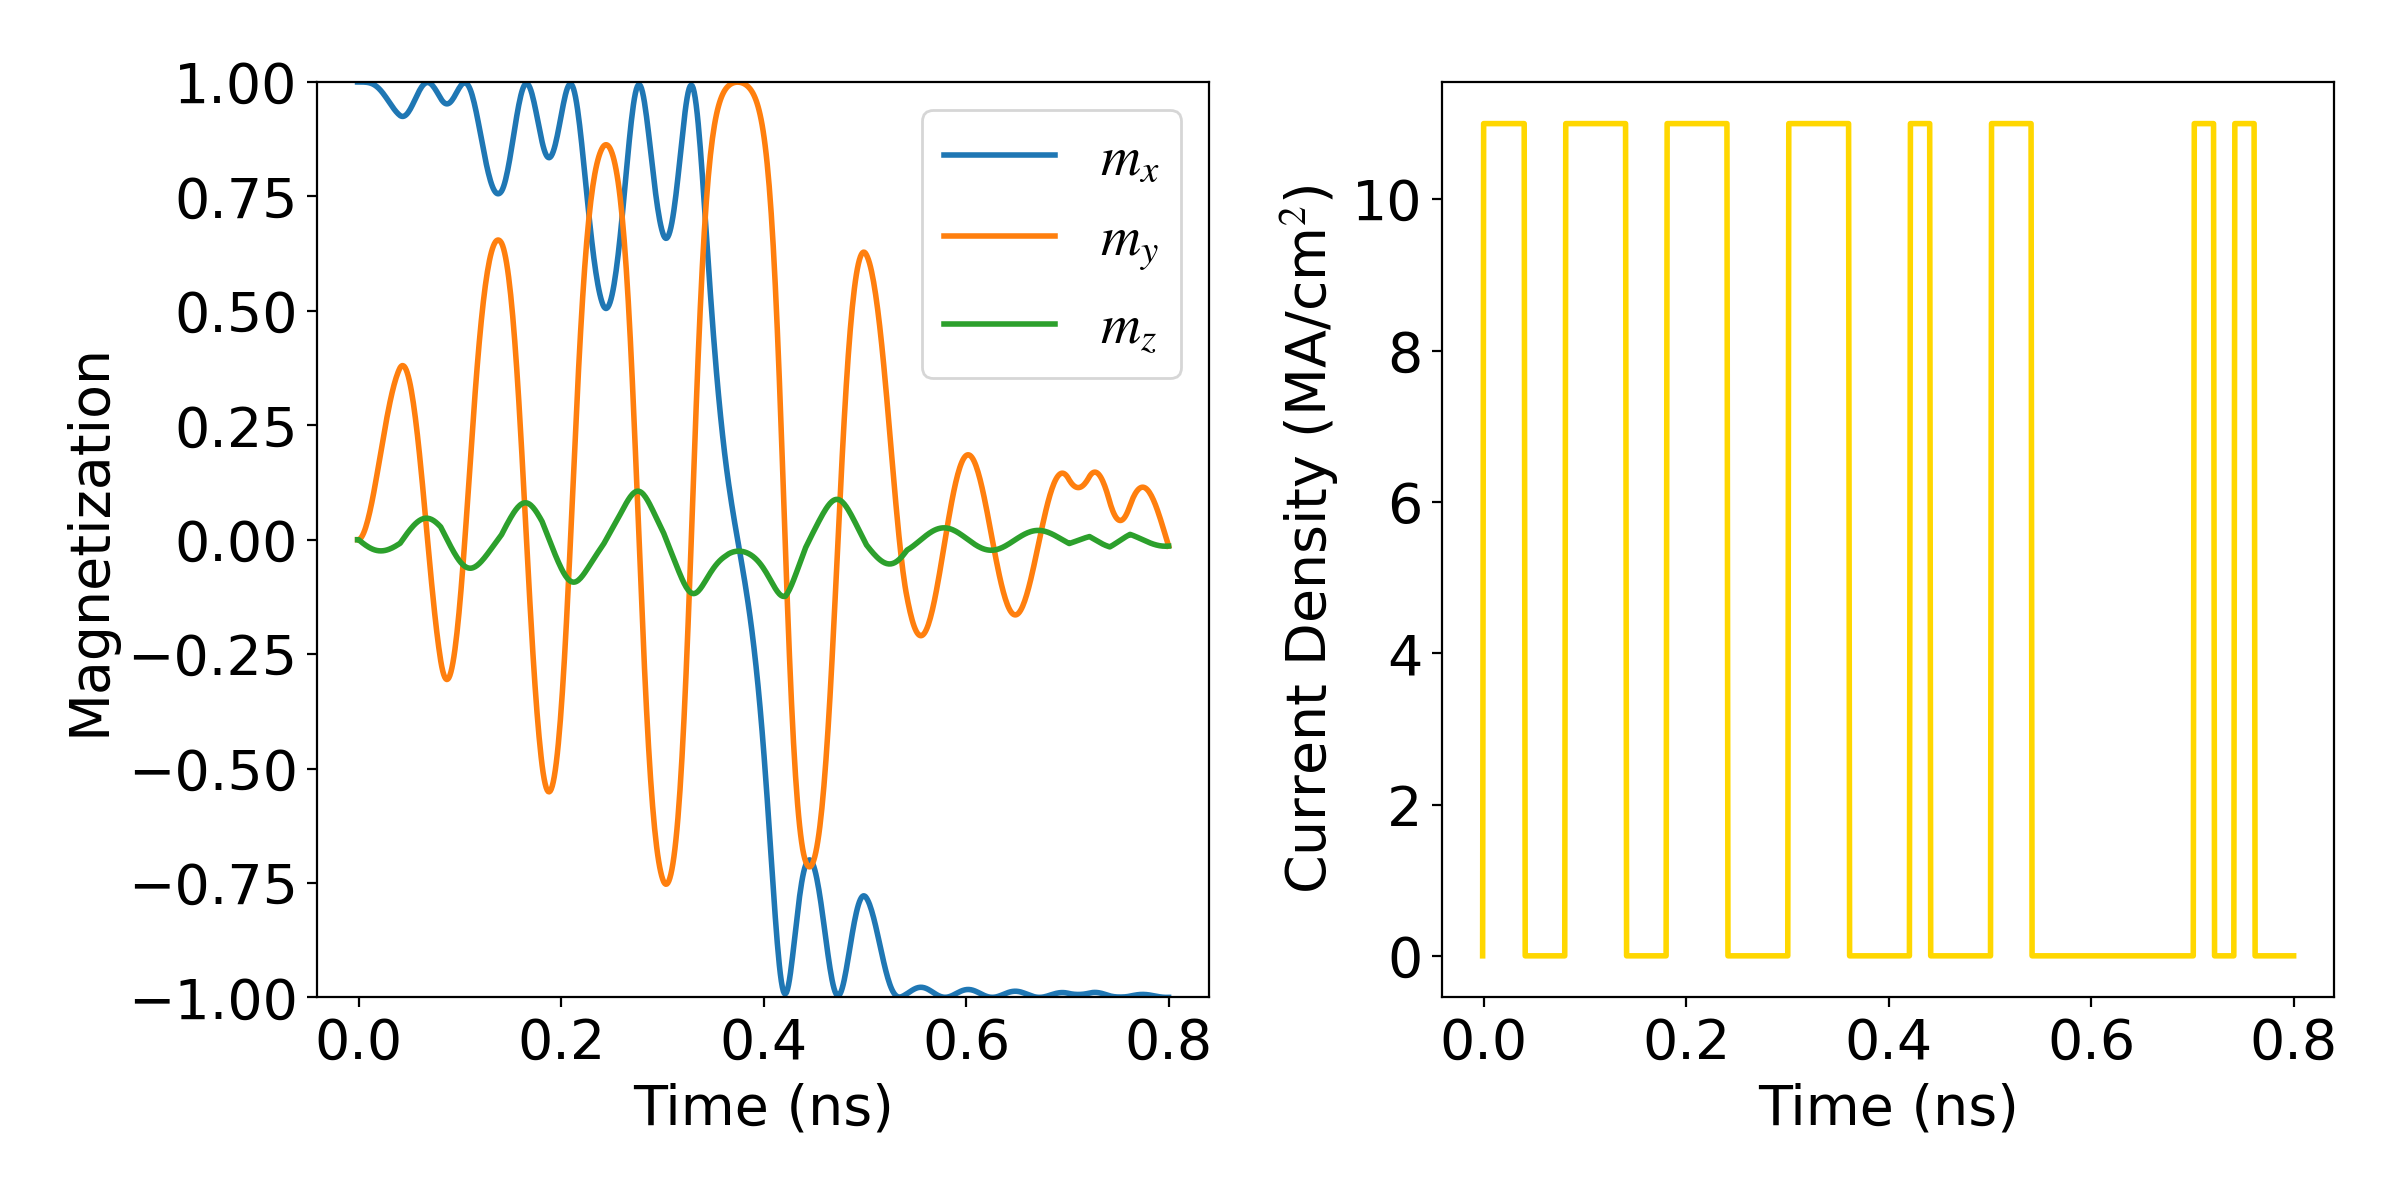 Magnetization
1.00
0.75
0.50
0.25
0.00
−0.25
−0.50
−0.75
−1.00
0.0 0.2 0.4 0.6 0.8
Time (ns)
m_x
m_y
m_z
Current Density (MA/cm²)
10
8
6
4
2
0
0.0 0.2 0.4 0.6 0.8
Time (ns)